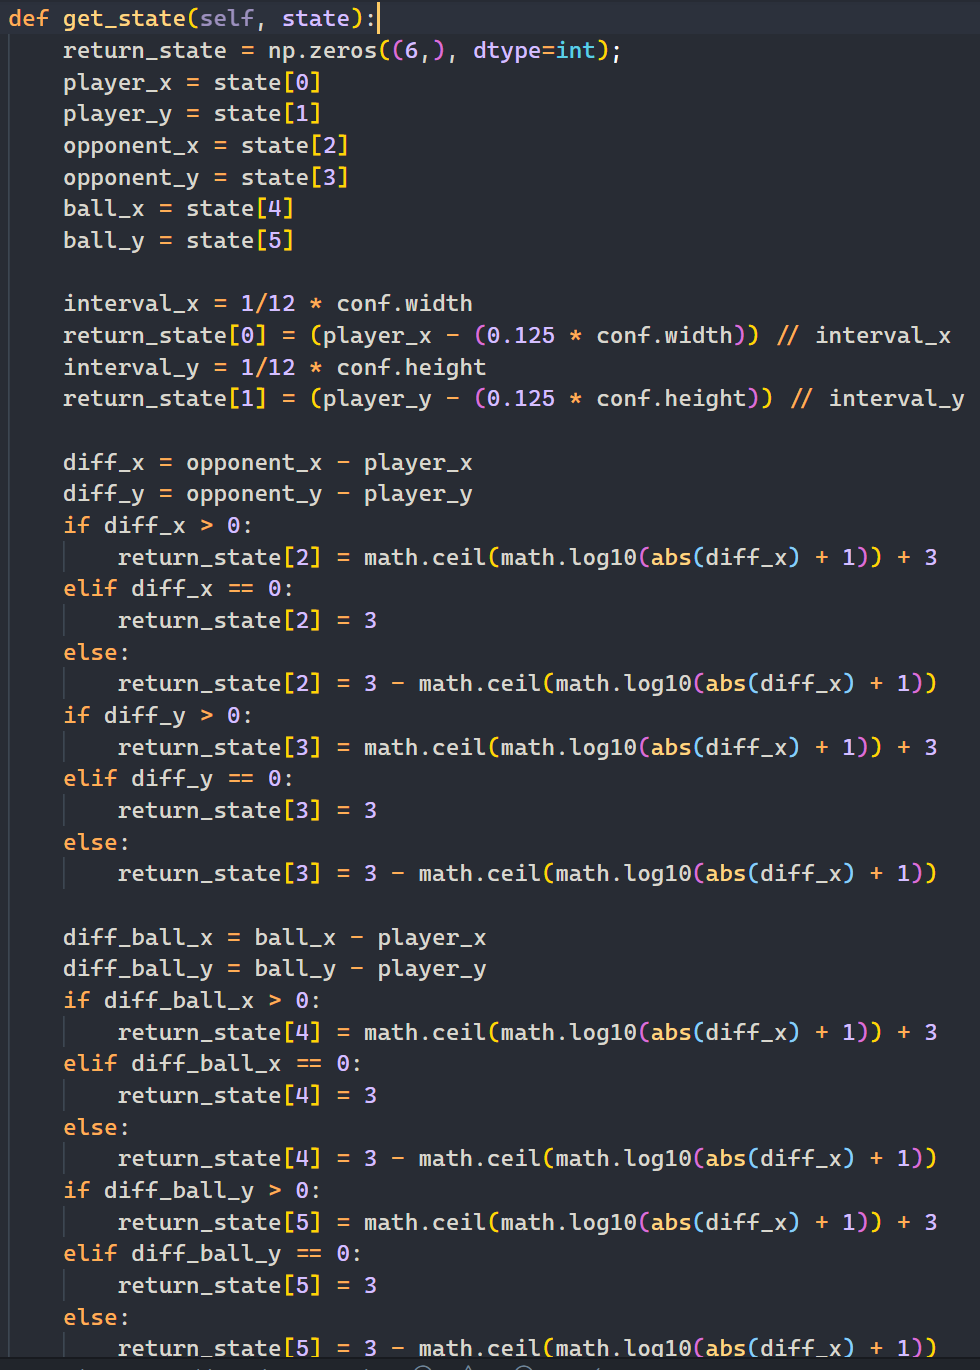 def get_state(self, state):
    return_state = np.zeros((6,), dtype=int);
    player_x = state[0]
    player_y = state[1]
    opponent_x = state[2]
    opponent_y = state[3]
    ball_x = state[4]
    ball_y = state[5]

    interval_x = 1/12 * conf.width
    return_state[0] = (player_x - (0.125 * conf.width)) // interval_x
    interval_y = 1/12 * conf.height
    return_state[1] = (player_y - (0.125 * conf.height)) // interval_y

    diff_x = opponent_x - player_x
    diff_y = opponent_y - player_y
    if diff_x > 0:
        return_state[2] = math.ceil(math.log10(abs(diff_x) + 1)) + 3
    elif diff_x == 0:
        return_state[2] = 3
    else:
        return_state[2] = 3 - math.ceil(math.log10(abs(diff_x) + 1))
    if diff_y > 0:
        return_state[3] = math.ceil(math.log10(abs(diff_x) + 1)) + 3
    elif diff_y == 0:
        return_state[3] = 3
    else:
        return_state[3] = 3 - math.ceil(math.log10(abs(diff_x) + 1))

    diff_ball_x = ball_x - player_x
    diff_ball_y = ball_y - player_y
    if diff_ball_x > 0:
        return_state[4] = math.ceil(math.log10(abs(diff_x) + 1)) + 3
    elif diff_ball_x == 0:
        return_state[4] = 3
    else:
        return_state[4] = 3 - math.ceil(math.log10(abs(diff_x) + 1))
    if diff_ball_y > 0:
        return_state[5] = math.ceil(math.log10(abs(diff_x) + 1)) + 3
    elif diff_ball_y == 0:
        return_state[5] = 3
    else:
        return_state[5] = 3 - math.ceil(math.log10(abs(diff_x) + 1))